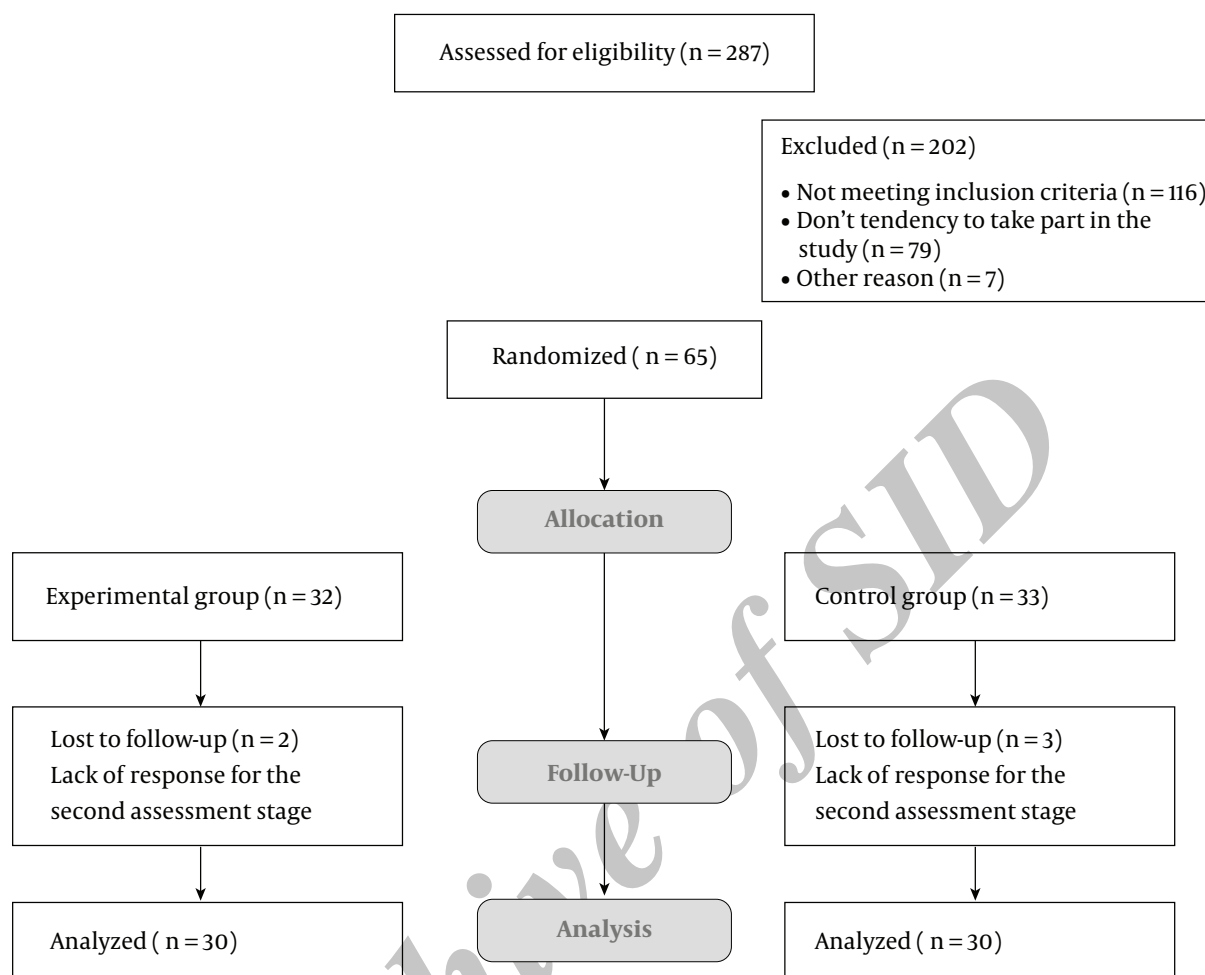 Assessed for eligibility (n = 287)
Excluded (n = 202)
• Not meeting inclusion criteria (n = 116)
• Don't tendency to take part in the
study (n = 79)
• Other reason (n = 7)
Randomized ( n = 65)
Allocation
Experimental group (n = 32)
Control group (n = 33)
Lost to follow-up (n = 2)
Lack of response for the
second assessment stage
Follow-Up
Lost to follow-up (n = 3)
Lack of response for the
second assessment stage
Analyzed ( n = 30)
Analysis
Analyzed ( n = 30)
hive of SID